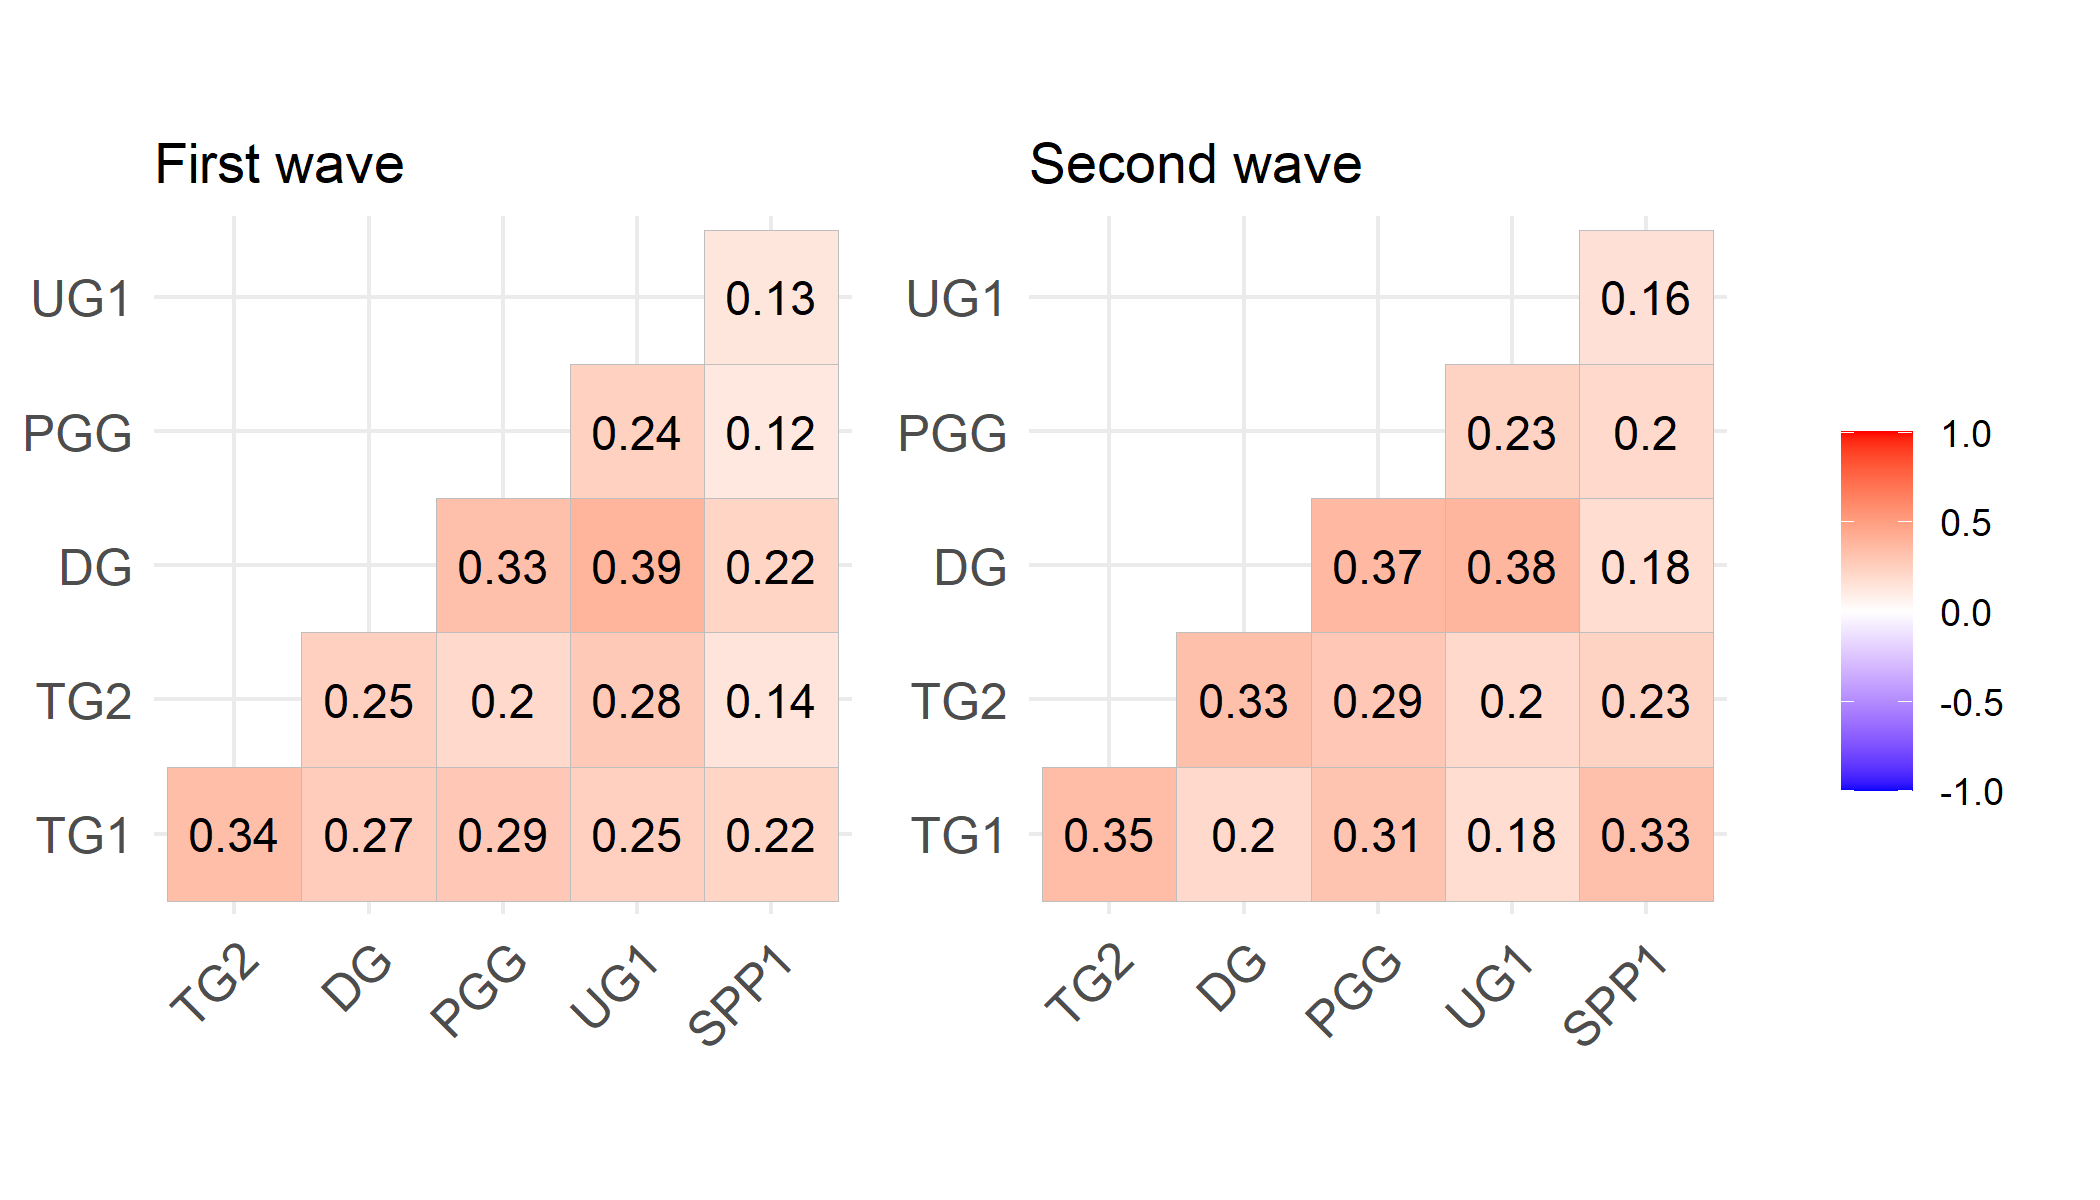 First wave
Second wave
UG1 0.13
PGG 0.24 0.12
DG 0.33 0.39 0.22
TG2 0.25 0.2 0.28 0.14
TG1 0.34 0.27 0.29 0.25 0.22
TG2 DG PGG UG1 SPP1
UG1 0.16
PGG 0.23 0.2
DG 0.37 0.38 0.18
TG2 0.33 0.29 0.2 0.23
TG1 0.35 0.2 0.31 0.18 0.33
TG2 DG PGG UG1 SPP1
1.0
0.5
0.0
-0.5
-1.0